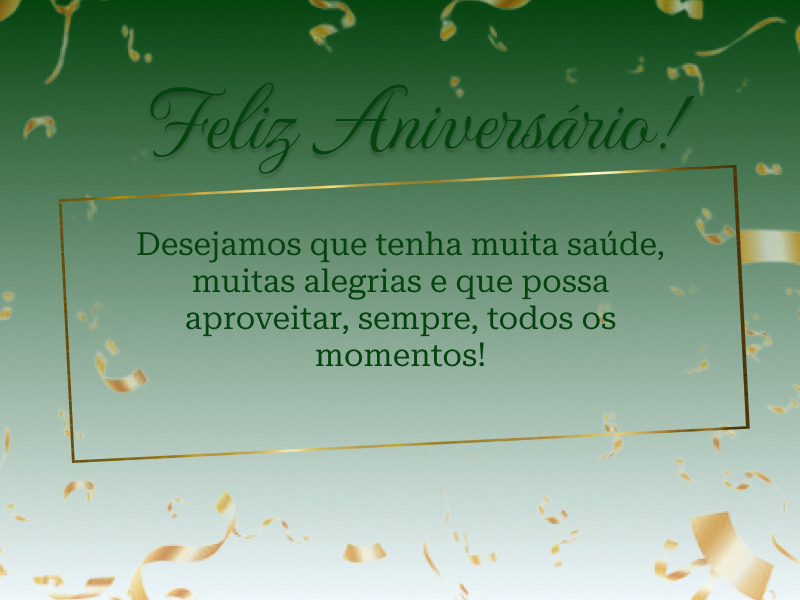 Feliz Aniversário!
Desejamos que tenha muita saúde,
muitas alegrias e que possa
aproveitar, sempre, todos os
momentos!